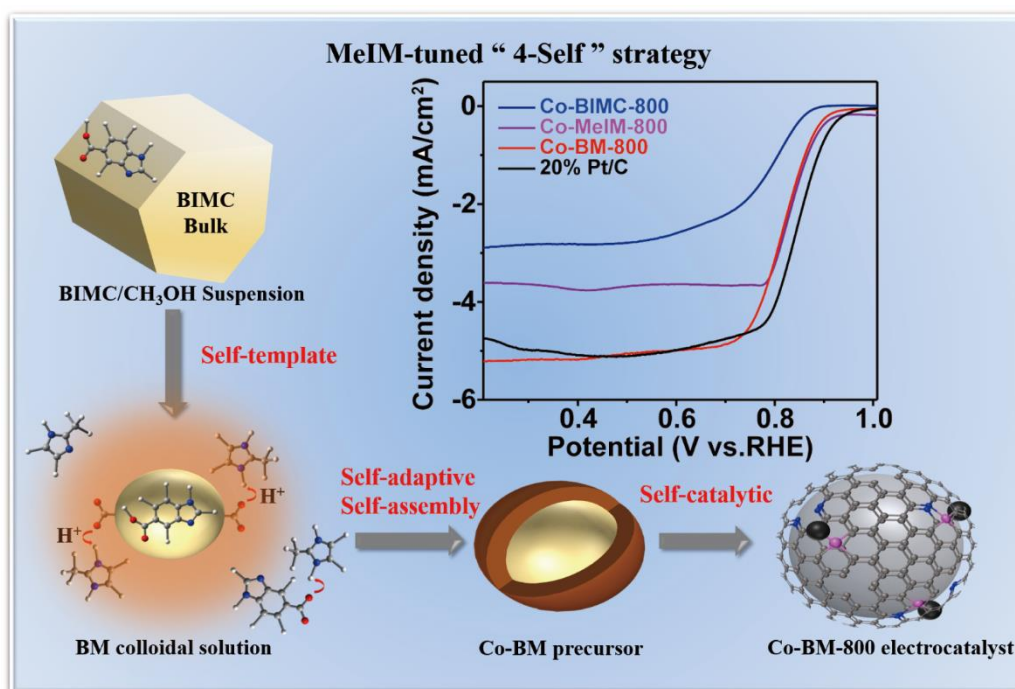 MeIM-tuned “ 4-Self ” strategy
BIMC
Bulk
BIMC/CH₃OH Suspension
Self-template
Co-BIMC-800
Co-MeIM-800
Co-BM-800
20% Pt/C
Current density (mA/cm²)
0
-2
-4
-6
0.4
0.6
0.8
1.0
Potential (V vs.RHE)
H⁺
H⁺
BM colloidal solution
Self-adaptive
Self-assembly
Co-BM precursor
Self-catalytic
Co-BM-800 electrocatalyst